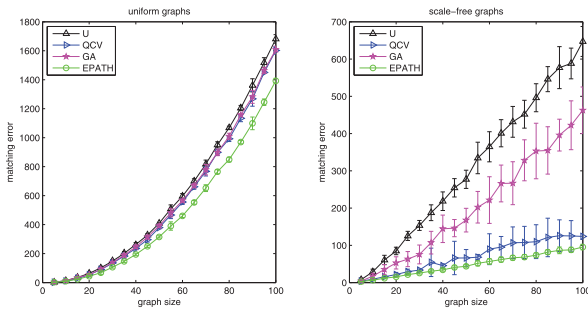 uniform graphs
1800
1600
1400
1200
1000
800
600
400
200
0
matching error
U
QCV
GA
EPATH
0 20 40 60 80 100
graph size
scale-free graphs
700
600
500
400
300
200
100
0
matching error
U
QCV
GA
EPATH
0 20 40 60 80 100
graph size